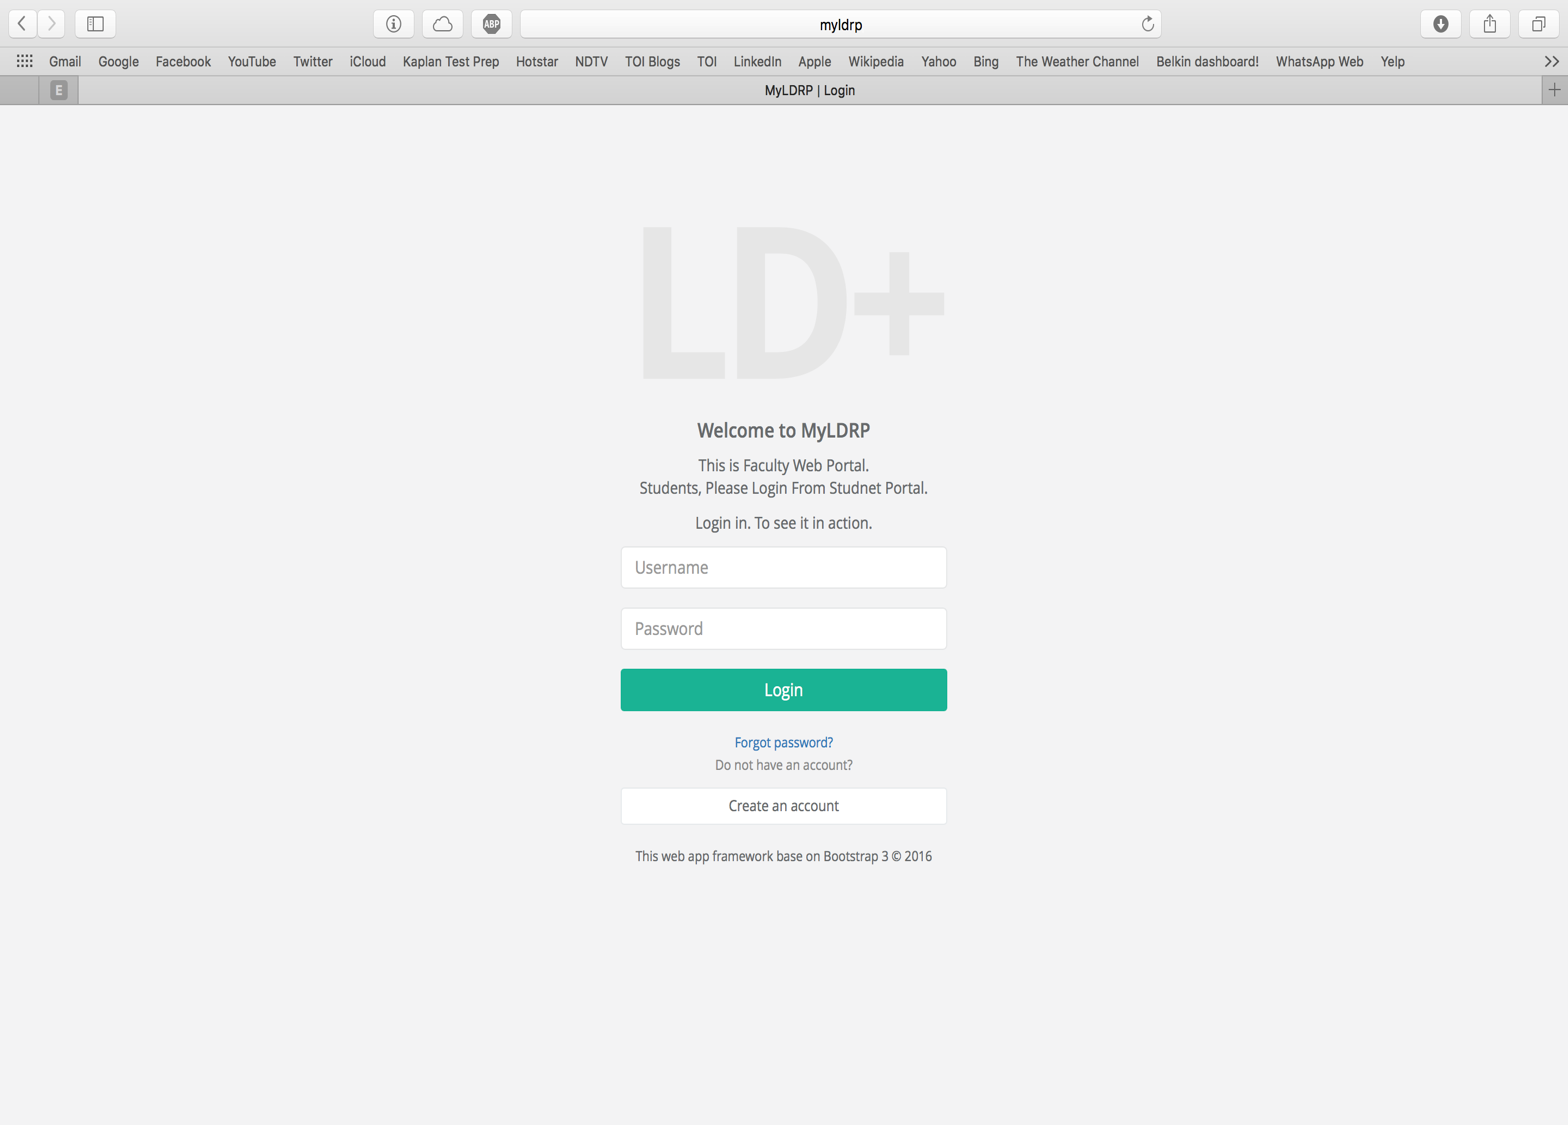 ABP
myldrp
Gmail Google Facebook YouTube Twitter iCloud Kaplan Test Prep Hotstar NDTV TOI Blogs TOI LinkedIn Apple Wikipedia Yahoo Bing The Weather Channel Belkin dashboard! WhatsApp Web Yelp
E
MyLDRP | Login
LD+
Welcome to MyLDRP
This is Faculty Web Portal.
Students, Please Login From Studnet Portal.
Login in. To see it in action.
Username
Password
Login
Forgot password?
Do not have an account?
Create an account
This web app framework base on Bootstrap 3 © 2016